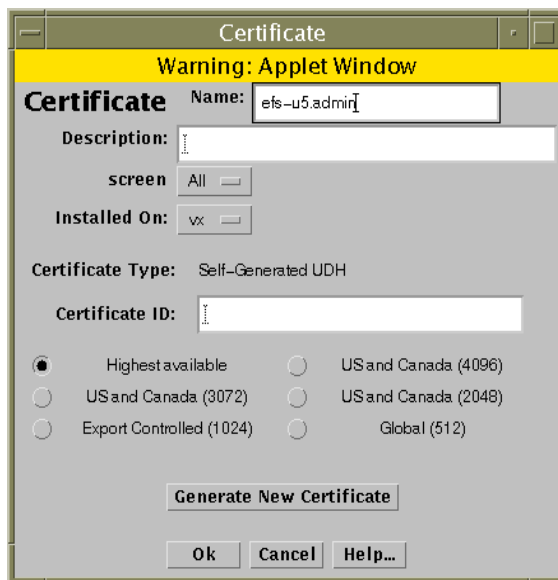 Certificate
Warning: Applet Window
Certificate Name: efs-u5.admin
Description:
screen All
Installed On: vx
Certificate Type: Self-Generated UDH
Certificate ID:
Highest available US and Canada (4096)
US and Canada (3072) US and Canada (2048)
Export Controlled (1024) Global (512)
Generate New Certificate
Ok Cancel Help...